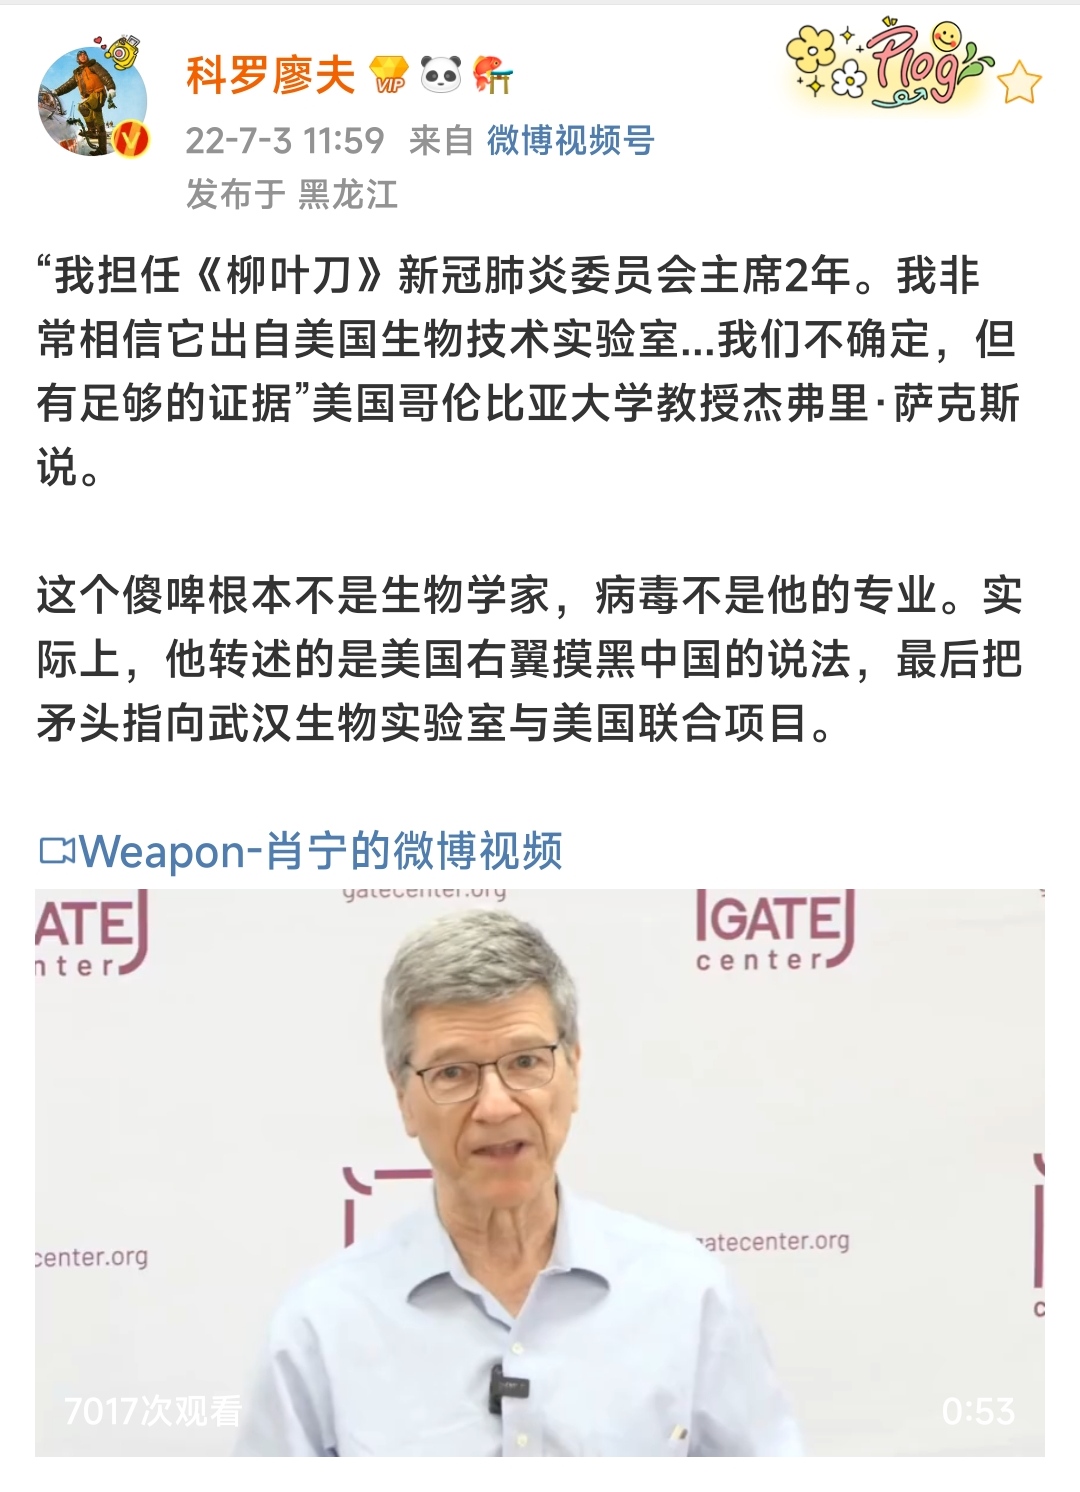 科罗廖夫 VIP
Plog
22-7-3 11:59 来自 微博视频号
发布于 黑龙江
“我担任《柳叶刀》新冠肺炎委员会主席2年。我非
常相信它出自美国生物技术实验室...我们不确定，但
有足够的证据”美国哥伦比亚大学教授杰弗里·萨克斯
说。
这个傻啤根本不是生物学家，病毒不是他的专业。实
际上，他转述的是美国右翼摸黑中国的说法，最后把
矛头指向武汉生物实验室与美国联合项目。
Weapon-肖宁的微博视频
gatecenter.org
ATE
nter
GATE
center
center.org
atecenter.org
7017次观看
0:53